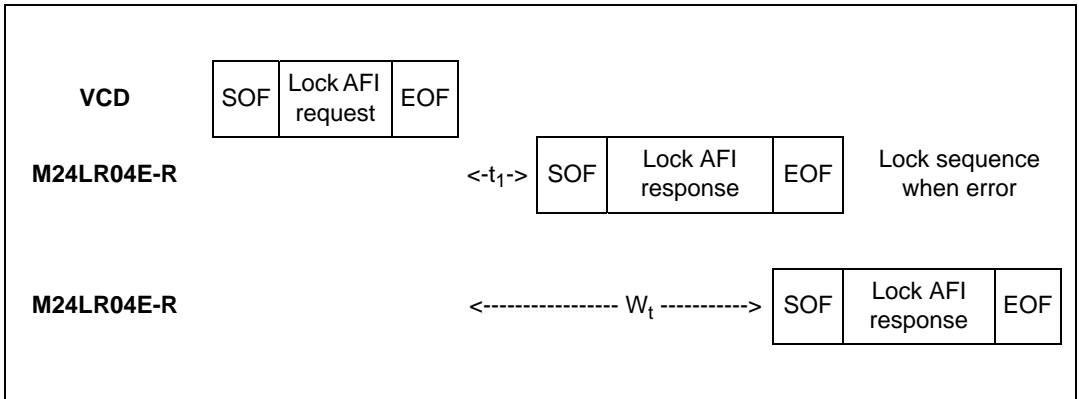 VCD SOF Lock AFI request EOF
M24LR04E-R <-t1-> SOF Lock AFI response EOF Lock sequence when error
M24LR04E-R <----------------- Wt -----------> SOF Lock AFI response EOF